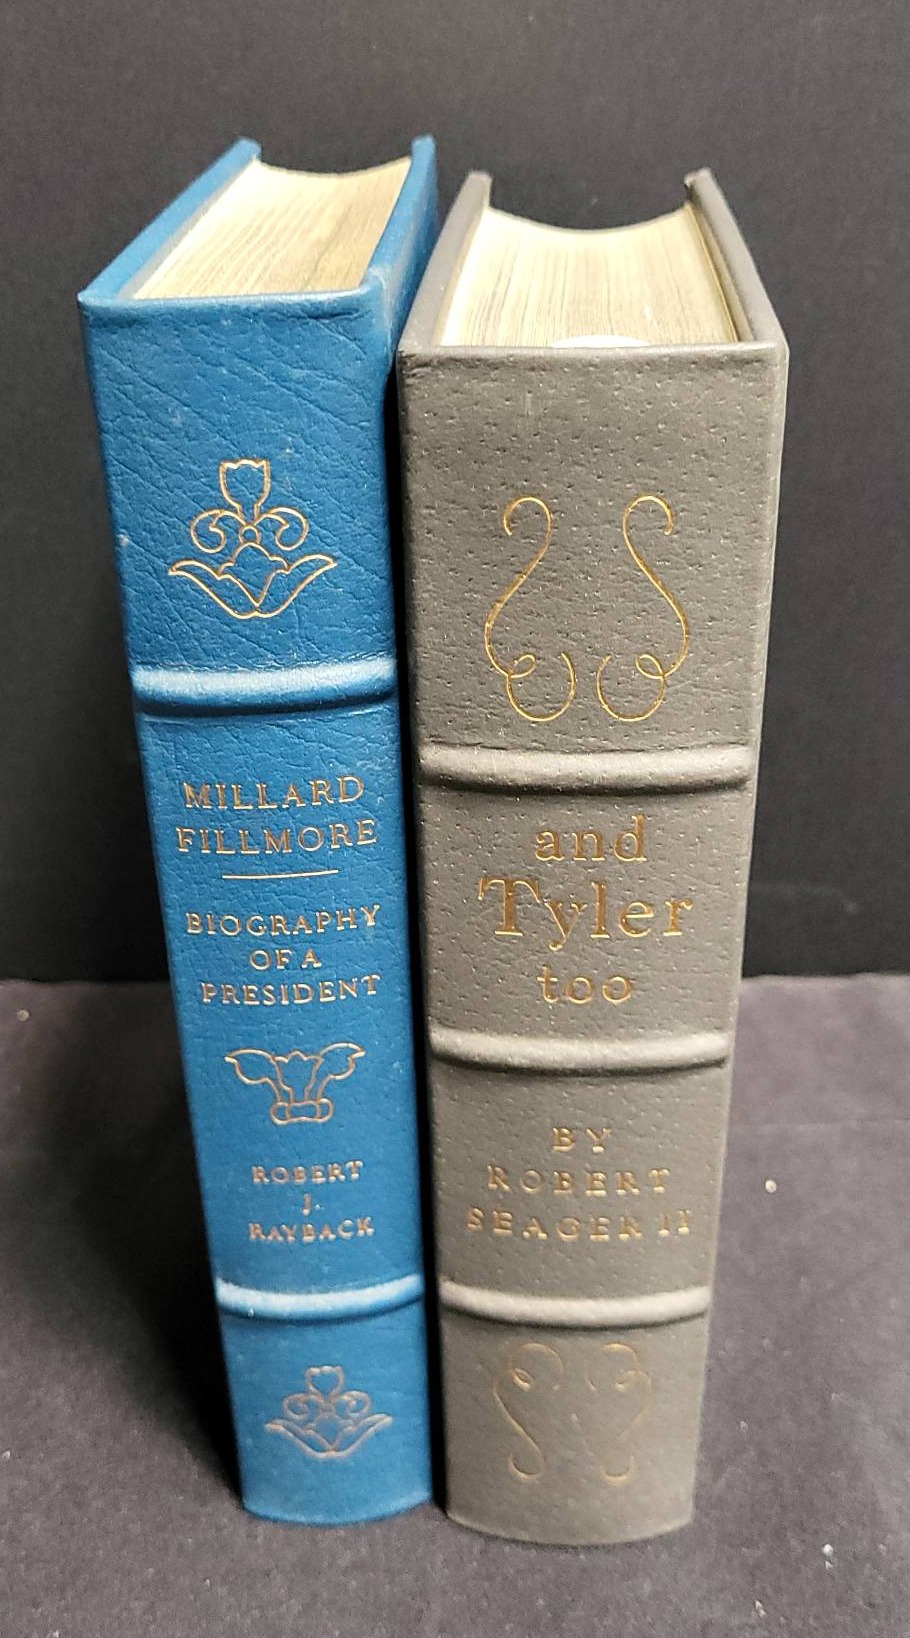 MILLARD
FILLMORE
BIOGRAPHY
OF A
PRESIDENT
ROBERT
J.
RAYBACK
and
Tyler
too
BY
ROBERT
SEAGER II